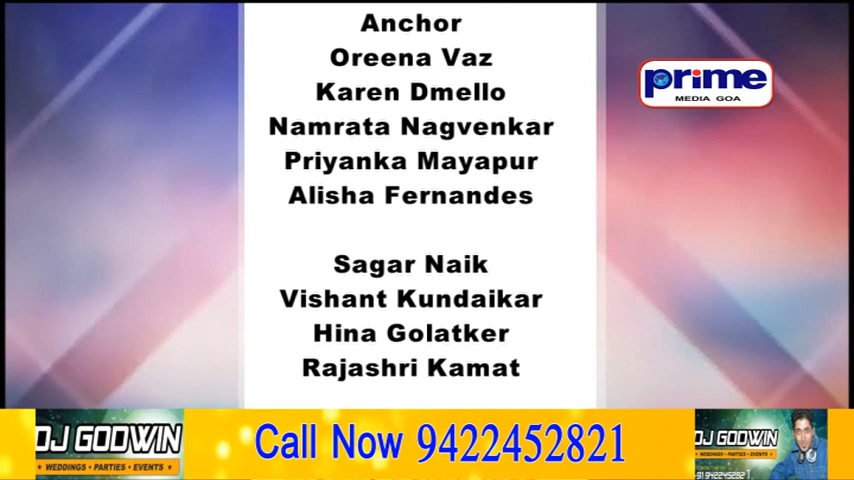 Anchor
Oreena Vaz
Karen Dmello
Namrata Nagvenkar
Priyanka Mayapur
Alisha Fernandes
Sagar Naik
Vishant Kundaikar
Hina Golatker
Rajashri Kamat
prime
MEDIA GOA
DJ GODWIN
WEDDINGS • PARTIES • EVENTS
Call Now 9422452821
DJ GODWIN
WEDDINGS • PARTIES • EVENTS